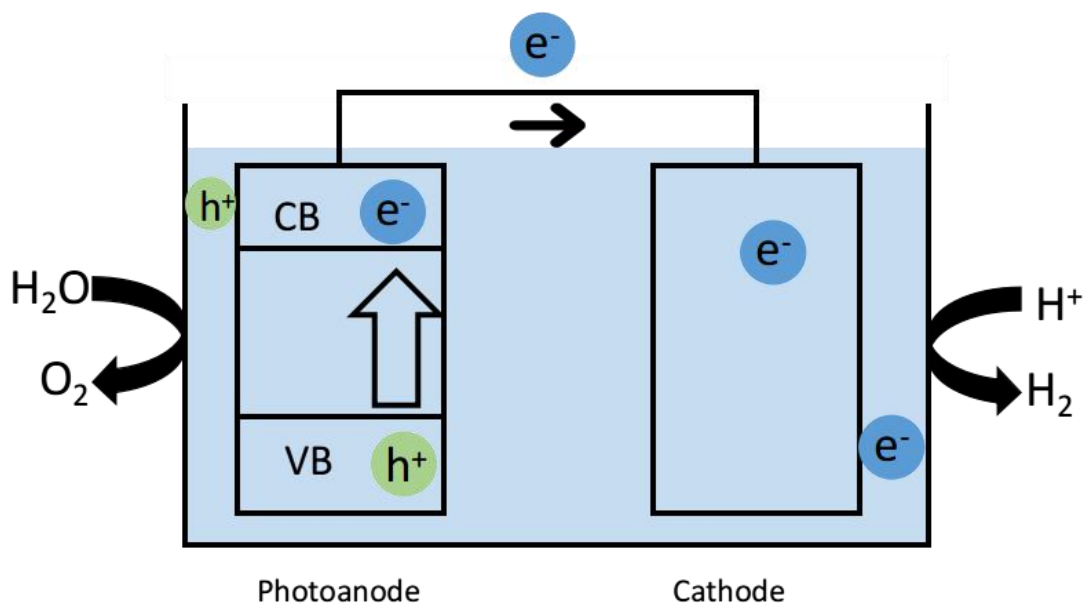 e⁻
h⁺
CB
e⁻
e⁻
H₂O
O₂
H⁺
H₂
VB
h⁺
e⁻
Photoanode
Cathode